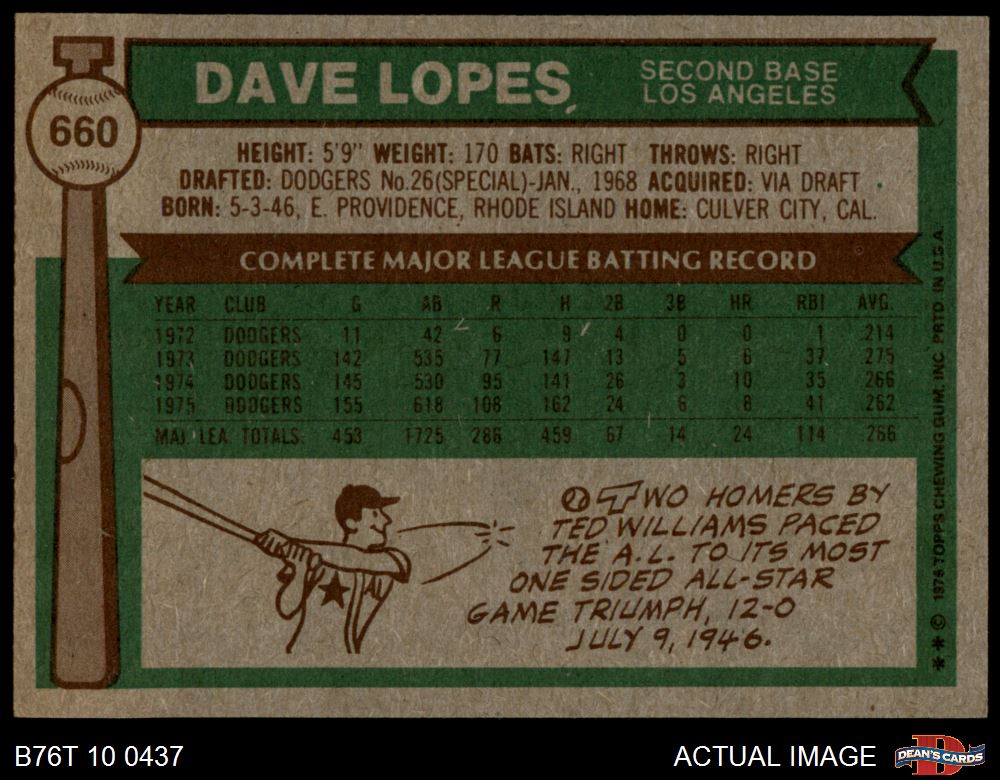 660
DAVE LOPES
SECOND BASE
LOS ANGELES
HEIGHT: 5'9" WEIGHT: 170 BATS: RIGHT THROWS: RIGHT
DRAFTED: DODGERS No.26(SPECIAL)-JAN., 1968 ACQUIRED: VIA DRAFT
BORN: 5-3-46, E. PROVIDENCE, RHODE ISLAND HOME: CULVER CITY, CAL.
COMPLETE MAJOR LEAGUE BATTING RECORD
YEAR CLUB G AB R H 2B 3B HR RBI AVG.
1972 DODGERS 11 42 6 9 4 0 0 1 .214
1973 DODGERS 142 535 77 147 13 5 6 37 .275
1974 DODGERS 145 530 95 141 26 3 10 35 .266
1975 DODGERS 155 618 108 162 24 6 8 41 .262
MAJ. LEA. TOTALS. 453 1725 286 459 67 14 24 114 .266
TWO HOMERS BY
TED WILLIAMS PACED
THE A.L. TO ITS MOST
ONE SIDED ALL-STAR
GAME TRIUMPH, 12-0
JULY 9, 1946.
* * © 1976 TOPPS CHEWING GUM, INC. PRTD. IN U.S.A.
B76T 10 0437
ACTUAL IMAGE
DEAN'S CARDS